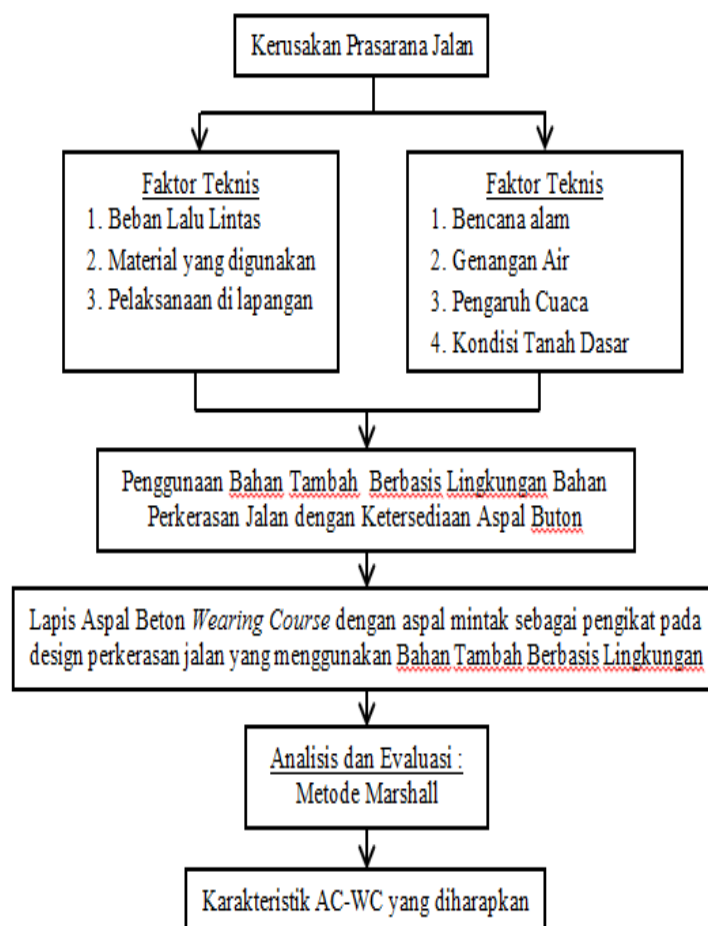 Kerusakan Prasarana Jalan
Faktor Teknis
1. Beban Lalu Lintas
2. Material yang digunakan
3. Pelaksanaan di lapangan
Faktor Teknis
1. Bencana alam
2. Genangan Air
3. Pengaruh Cuaca
4. Kondisi Tanah Dasar
Penggunaan Bahan Tambah Berbasis Lingkungan Bahan
Perkerasan Jalan dengan Ketersediaan Aspal Buton
Lapis Aspal Beton Wearing Course dengan aspal mintak sebagai pengikat pada
design perkerasan jalan yang menggunakan Bahan Tambah Berbasis Lingkungan
Analisis dan Evaluasi :
Metode Marshall
Karakteristik AC-WC yang diharapkan